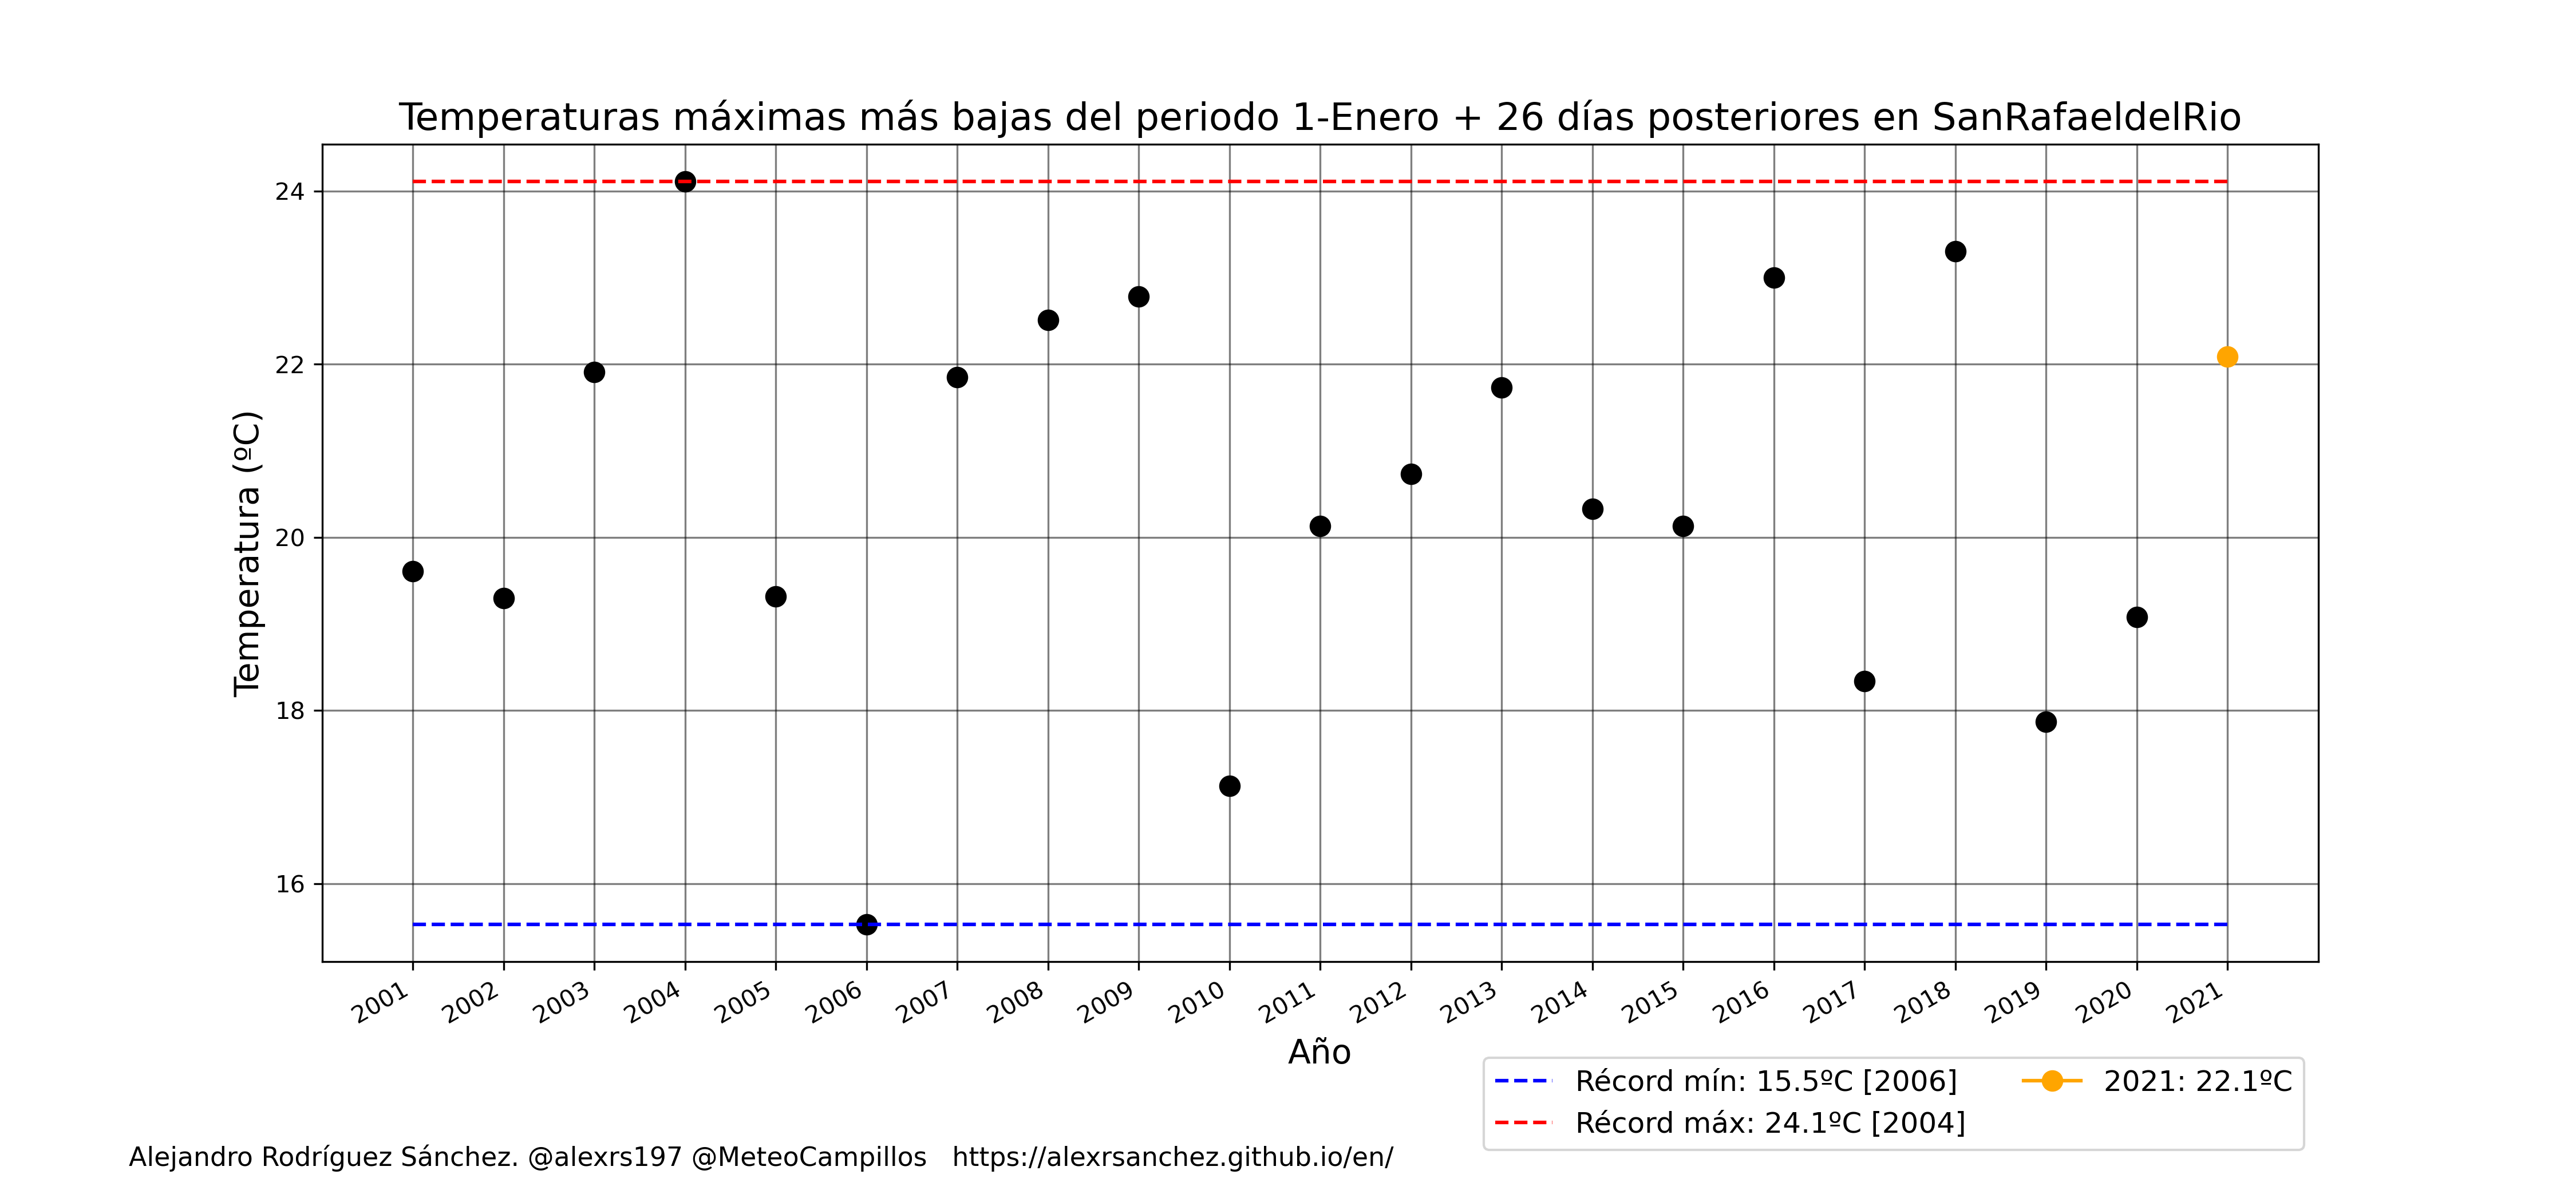 Temperaturas máximas más bajas del periodo 1-Enero + 26 días posteriores en SanRafaeldelRio
Temperatura (ºC)
24
22
20
18
16
2001 2002 2003 2004 2005 2006 2007 2008 2009 2010 2011 2012 2013 2014 2015 2016 2017 2018 2019 2020 2021
Año
Récord mín: 15.5ºC [2006]
Récord máx: 24.1ºC [2004]
2021: 22.1ºC
Alejandro Rodríguez Sánchez. @alexrs197 @MeteoCampillos https://alexrsanchez.github.io/en/